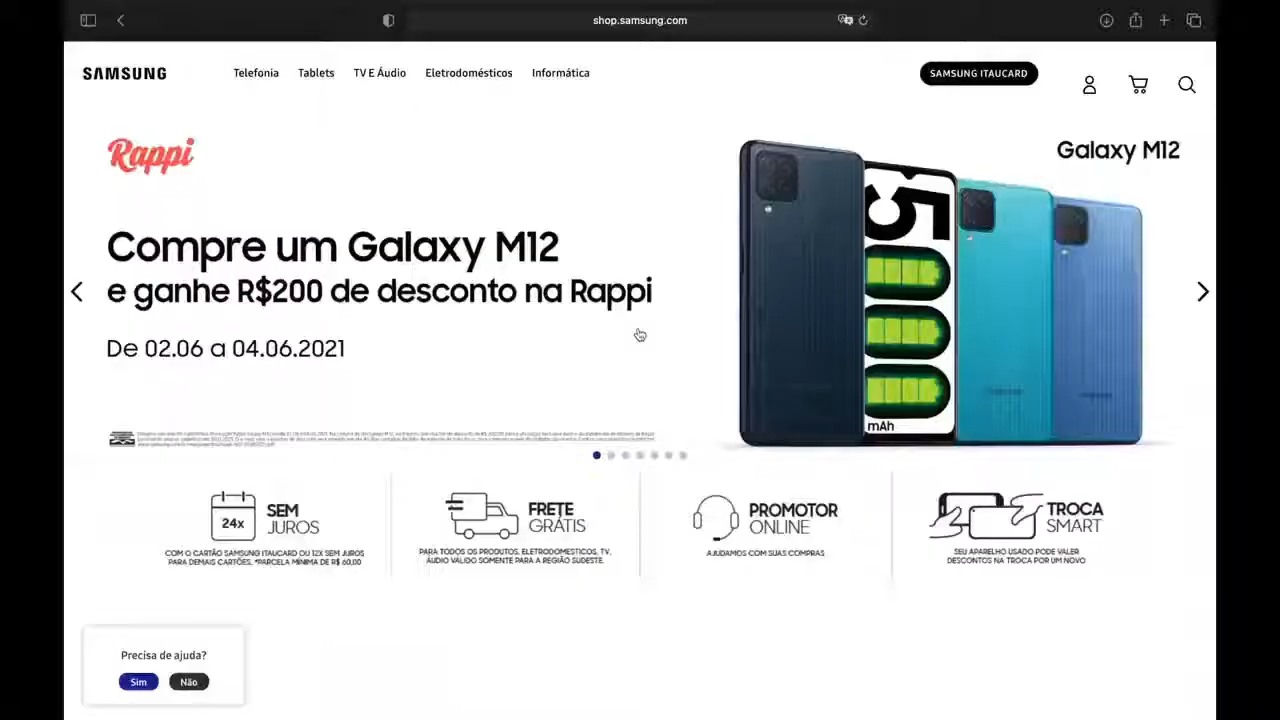 shop.samsung.com
SAMSUNG
Telefonia
Tablets
TV E Áudio
Eletrodomésticos
Informática
SAMSUNG ITAUCARD
Rappi
Galaxy M12
Compre um Galaxy M12
e ganhe R$200 de desconto na Rappi
De 02.06 a 04.06.2021
5000
mAh
24x
SEM
JUROS
COM O CARTÃO SAMSUNG ITAUCARD OU 12X SEM JUROS
PARA DEMAIS CARTÕES. *PARCELA MÍNIMA DE R$ 60,00
FRETE
GRÁTIS
PARA TODOS OS PRODUTOS, ELETRODOMESTICOS, TV,
ÁUDIO VÁLIDO SOMENTE PARA A REGIÃO SUDESTE.
PROMOTOR
ONLINE
AJUDAMOS COM SUAS COMPRAS
TROCA
SMART
SEU APARELHO USADO PODE VALER
DESCONTOS NA TROCA POR UM NOVO
Precisa de ajuda?
Sim
Não